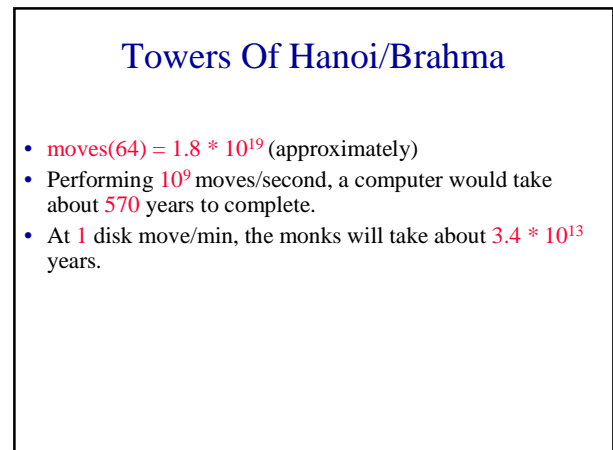 Towers Of Hanoi/Brahma
• moves(64) = 1.8 * 10¹⁹ (approximately)
• Performing 10⁹ moves/second, a computer would take
about 570 years to complete.
• At 1 disk move/min, the monks will take about 3.4 * 10¹³
years.